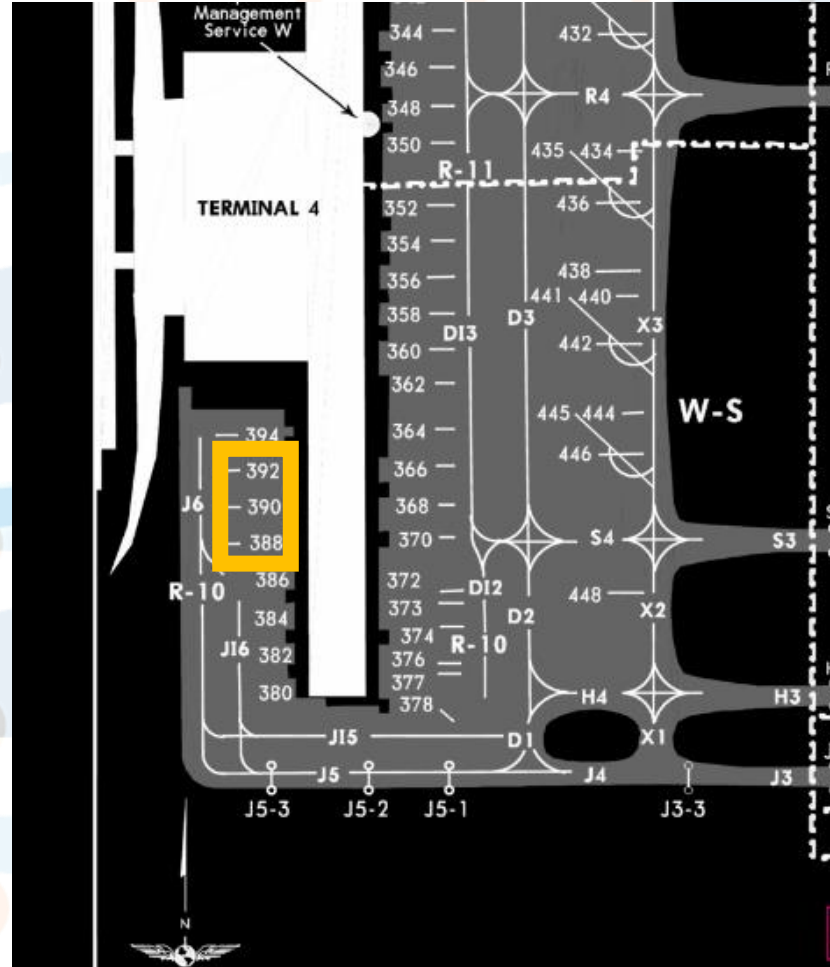 Management
Service W
344
346
348
350
352
354
356
358
360
362
364
366
368
370
372
373
374
376
377
378
TERMINAL 4
R-11
DI3
D3
432
R4
435 434
436
438
441 440
442
X3
445 444
446
W-S
S4
S3
448
X2
DI2
D2
R-10
H4
H3
D1
X1
J4
J3
394
392
390
388
386
384
382
380
J6
R-10
JI6
JI5
J5
J5-3
J5-2
J5-1
J3-3
N